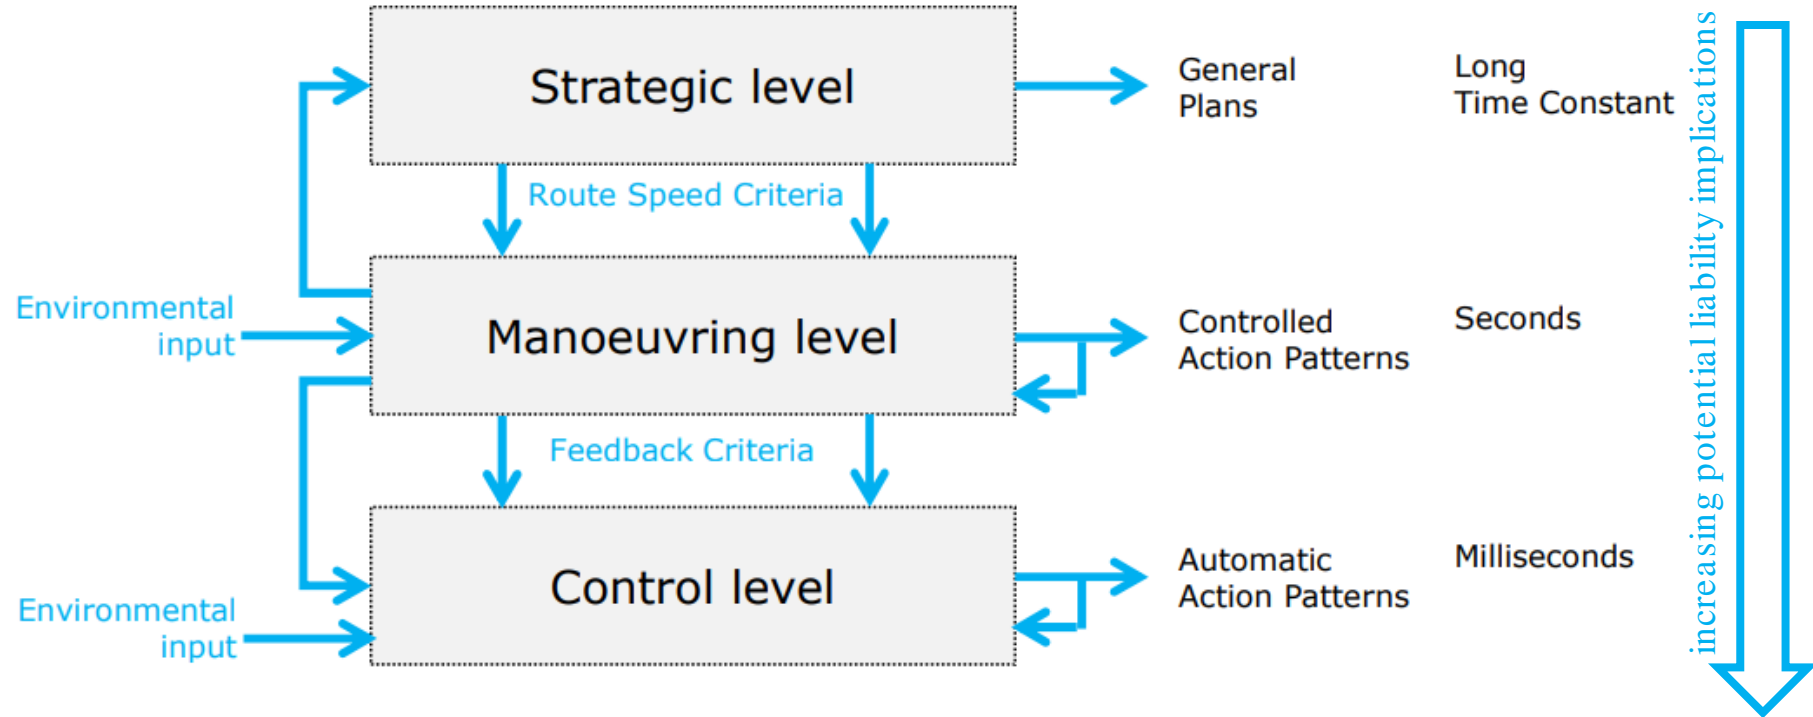 Strategic level
General
Plans
Long
Time Constant
Route Speed Criteria
Environmental
input
Manoeuvring level
Controlled
Action Patterns
Seconds
Feedback Criteria
Environmental
input
Control level
Automatic
Action Patterns
Milliseconds
increasing potential liability implications